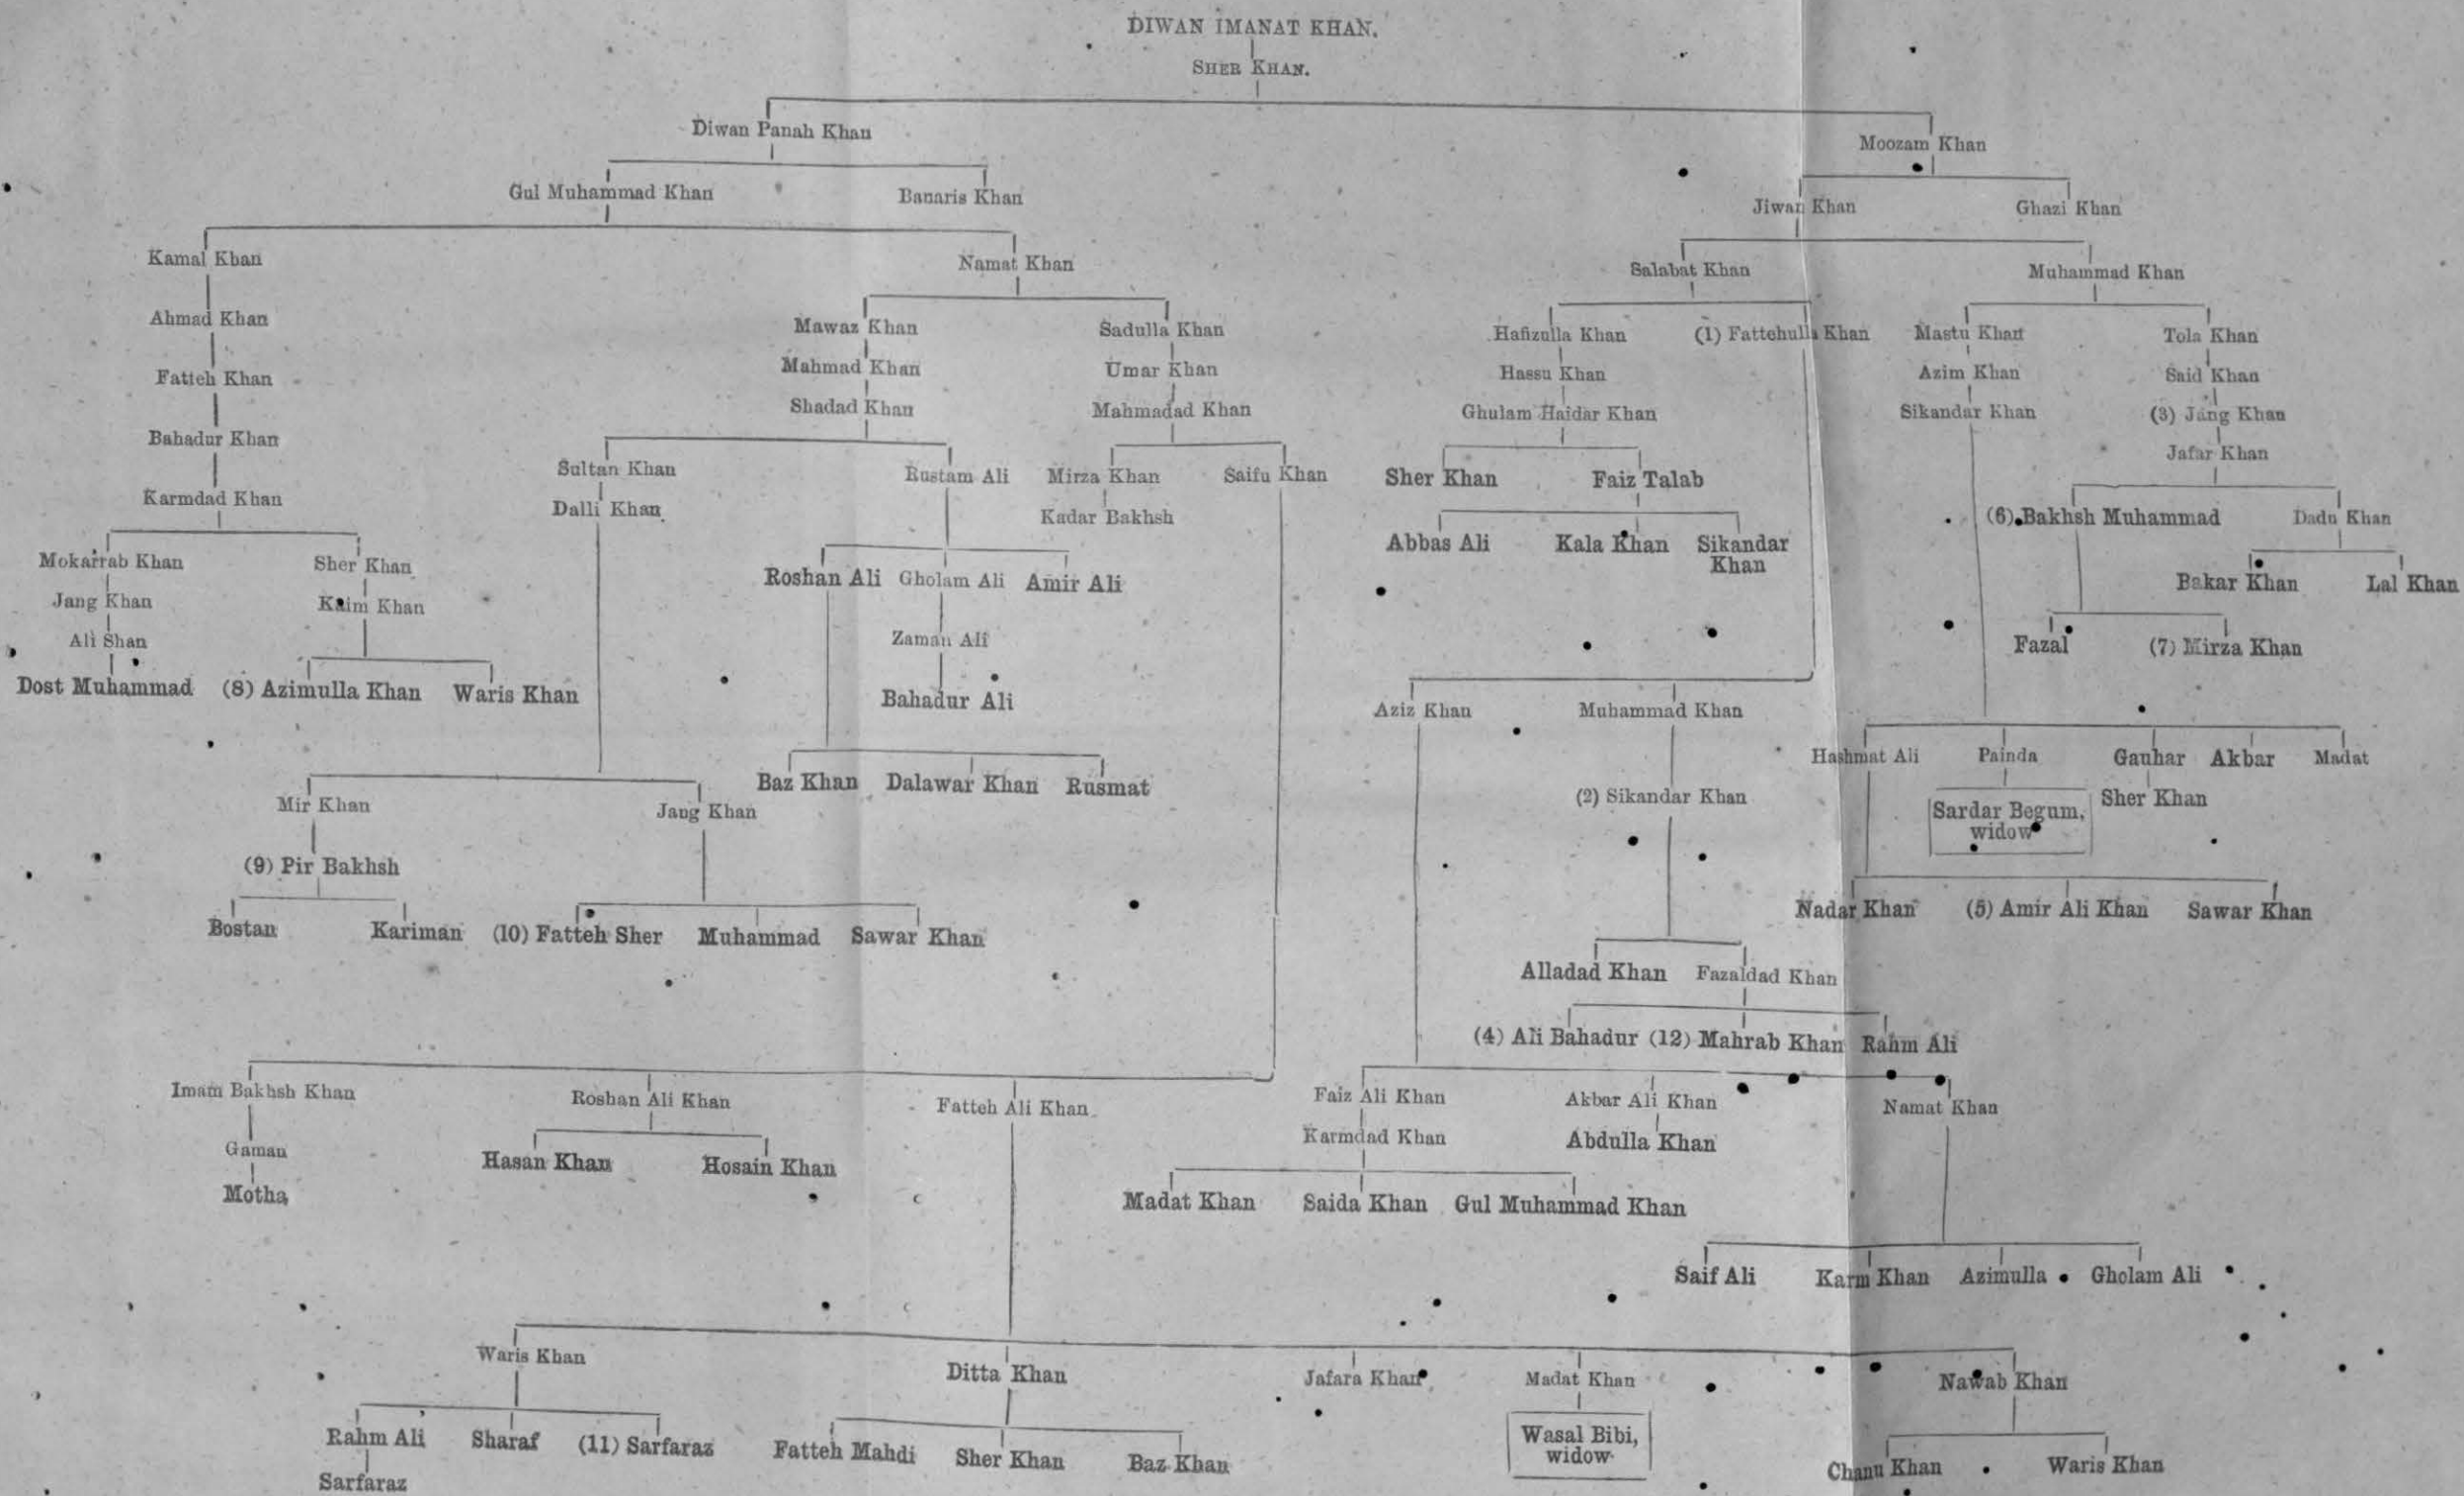 DIWAN IMANAT KHAN.
SHER KHAN.
Diwan Panah Khan
Moozam Khan
Gul Muhammad Khan
Banaris Khan
Jiwan Khan
Ghazi Khan
Kamal Khan
Namat Khan
Salabat Khan
Muhammad Khan
Ahmad Khan
Mawaz Khan
Sadulla Khan
Hafizulla Khan
(1) Fattehulla Khan
Mastu Khan
Tola Khan
Fatteh Khan
Mahmad Khan
Umar Khan
Hassu Khan
Azim Khan
Said Khan
Bahadur Khan
Shadad Khan
Mahmadad Khan
Ghulam Haidar Khan
Sikandar Khan
(3) Jang Khan
Jafar Khan
Karmdad Khan
Sultan Khan
Rustam Ali
Mirza Khan
Saifu Khan
Sher Khan
Faiz Talab
Dalli Khan
Kadar Bakhsh
(6) Bakhsh Muhammad
Dadu Khan
Mokarrab Khan
Sher Khan
Abbas Ali
Kala Khan
Sikandar
Khan
Roshan Ali
Gholam Ali
Amir Ali
Bakar Khan
Lal Khan
Jang Khan
Kaim Khan
Ali Shan
Zaman Ali
Fazal
(7) Mirza Khan
Dost Muhammad
(8) Azimulla Khan
Waris Khan
Bahadur Ali
Aziz Khan
Muhammad Khan
Hashmat Ali
Painda
Gauhar
Akbar
Madat
Baz Khan
Dalawar Khan
Rusmat
Mir Khan
Jang Khan
(2) Sikandar Khan
Sardar Begum,
widow
Sher Khan
(9) Pir Bakhsh
Nadar Khan
(5) Amir Ali Khan
Sawar Khan
Bostan
Kariman
(10) Fatteh Sher
Muhammad
Sawar Khan
Alladad Khan
Fazaldad Khan
(4) Ali Bahadur
(12) Mahrab Khan
Rahm Ali
Imam Bakhsh Khan
Roshan Ali Khan
Fatteh Ali Khan
Faiz Ali Khan
Akbar Ali Khan
Namat Khan
Gaman
Hasan Khan
Hosain Khan
Karmdad Khan
Abdulla Khan
Motha
Madat Khan
Saida Khan
Gul Muhammad Khan
Saif Ali
Karm Khan
Azimulla
Gholam Ali
Waris Khan
Ditta Khan
Jafara Khan
Madat Khan
Nawab Khan
Rahm Ali
Sharaf
(11) Sarfaraz
Fatteh Mahdi
Sher Khan
Baz Khan
Wasal Bibi,
widow
Chanu Khan
Waris Khan
Sarfaraz